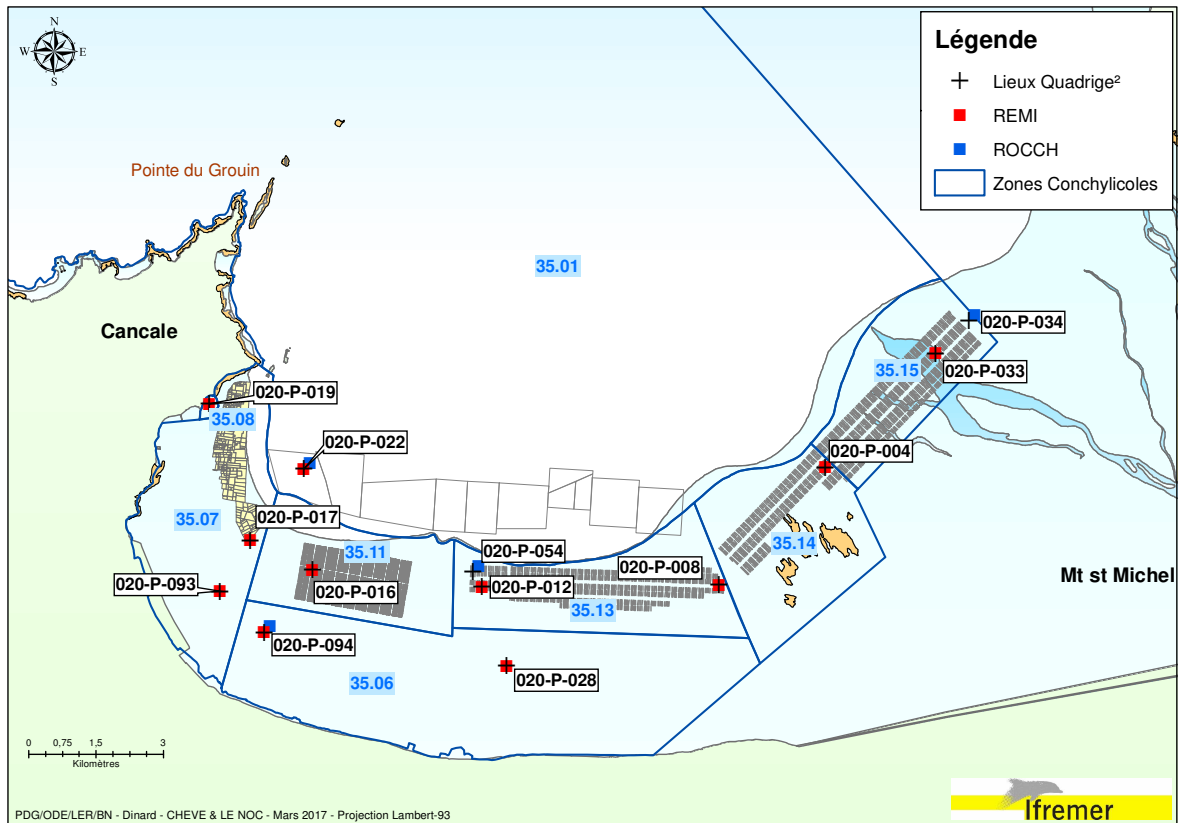 N
W
E
S
Légende
Lieux Quadrige²
REMI
ROCCH
Zones Conchylicoles
Pointe du Grouin
35.01
Cancale
020-P-034
35.15
020-P-033
020-P-019
35.08
020-P-022
020-P-004
35.07
020-P-017
35.11
020-P-054
020-P-008
35.14
020-P-093
020-P-016
020-P-012
35.13
Mt st Michel
020-P-094
020-P-028
35.06
0 0,75 1,5 3
Kilomètres
Ifremer
PDG/ODE/LER/BN - Dinard - CHEVE & LE NOC - Mars 2017 - Projection Lambert-93